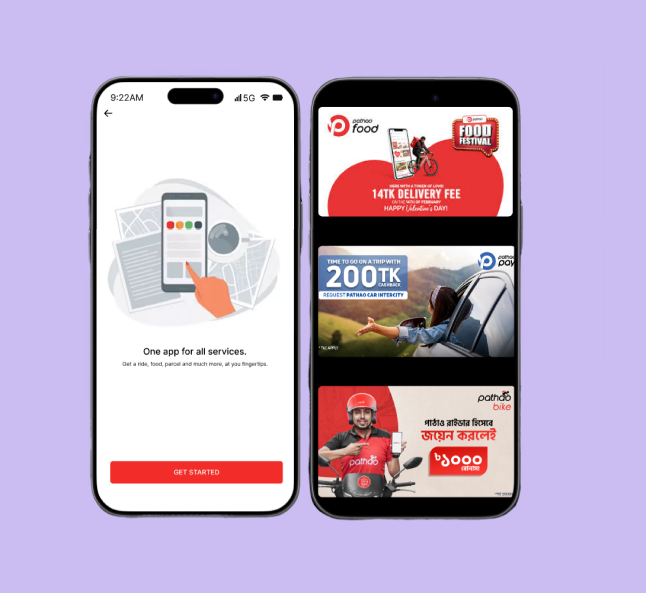 9:22AM
5G
One app for all services.
Get a ride, food, parcel and much more, at you fingertips.
GET STARTED
pathao
food
pathao
FOOD
FESTIVAL
HERE WITH A TOKEN OF LOVE!
14TK DELIVERY FEE
ON THE 14TH OF FEBRUARY
HAPPY Valentine's DAY!
TIME TO GO ON A TRIP WITH
200TK
CASHBACK
REQUEST PATHAO CAR INTERCITY
pathao
pay
*T&C APPLY
pathao
bike
পাঠাও রাইডার হিসেবে
জয়েন করলেই
৳১০০০
বোনাস!
pathao